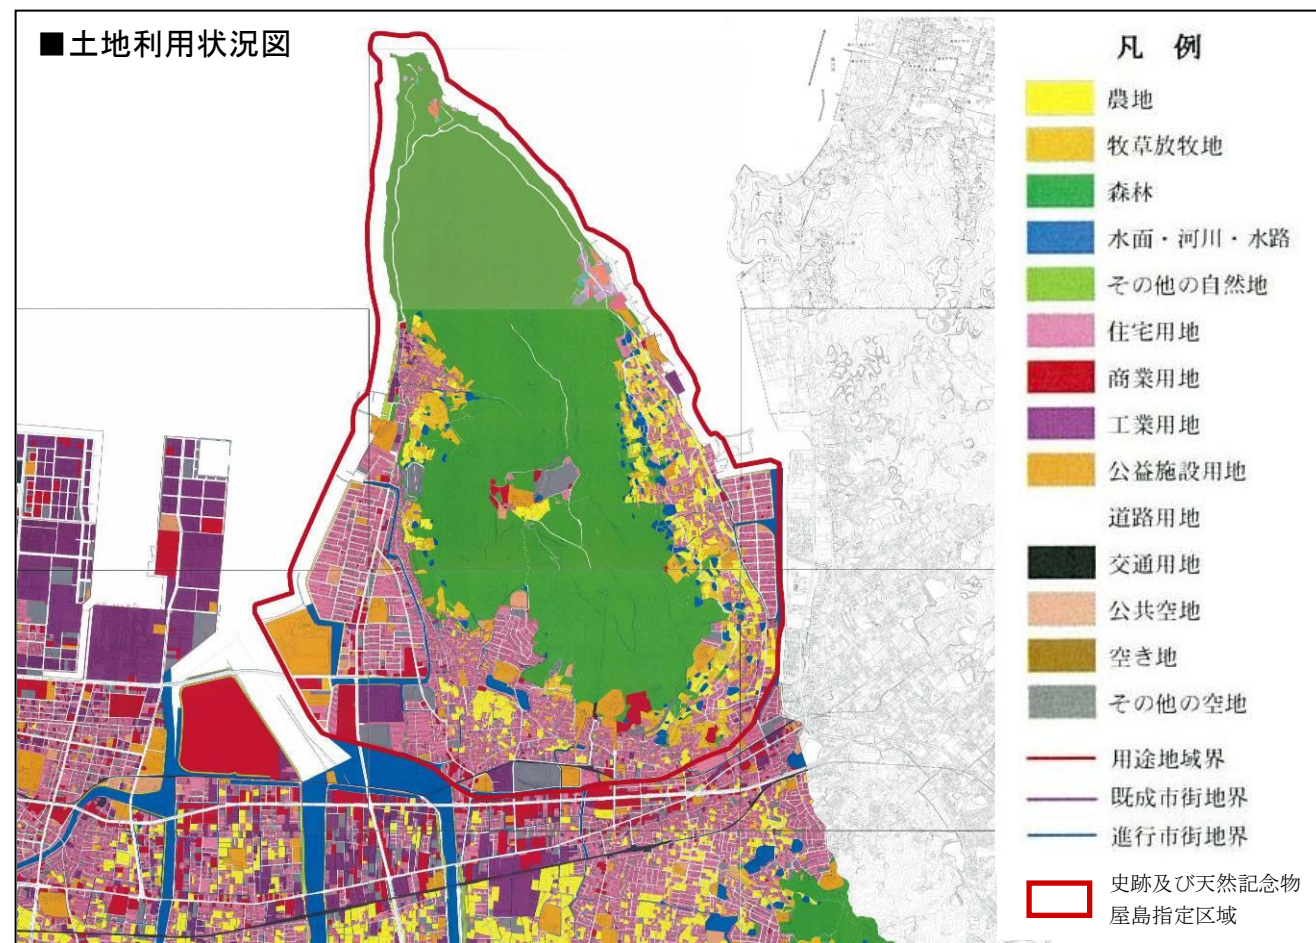 ■土地利用状況図
凡 例
農地
牧草放牧地
森林
水面・河川・水路
その他の自然地
住宅用地
商業用地
工業用地
公益施設用地
道路用地
交通用地
公共空地
空き地
その他の空地
用途地域界
既成市街地界
進行市街地界
史跡及び天然記念物
屋島指定区域